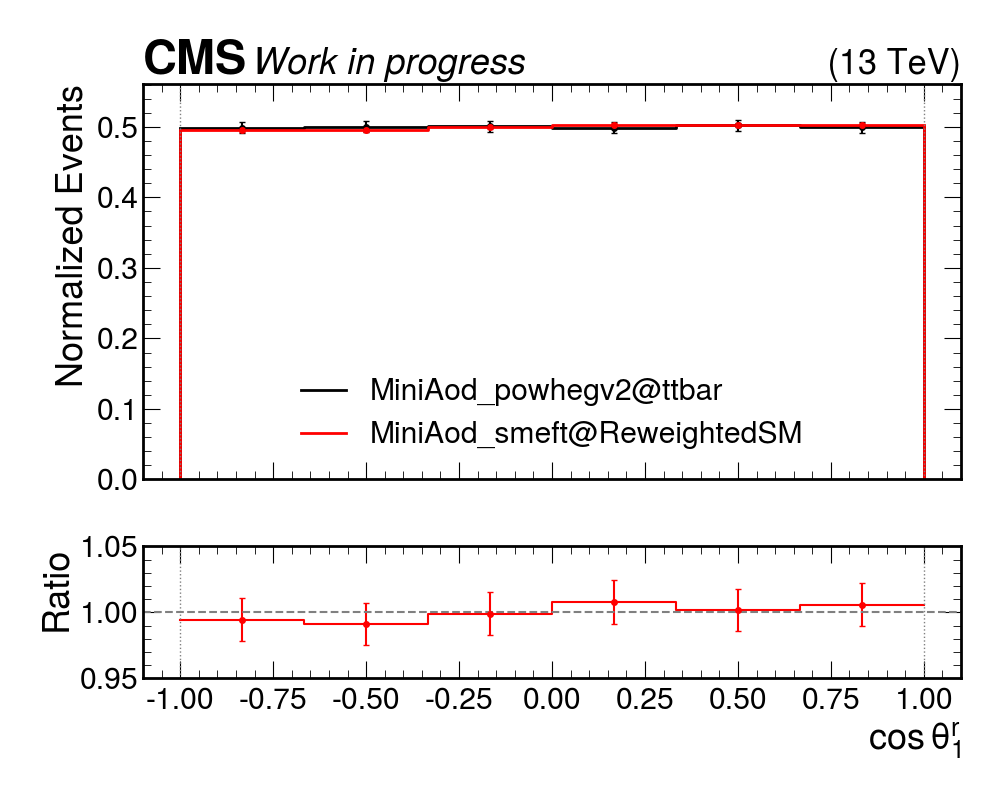 CMS Work in progress (13 TeV)
Normalized Events
0.5
0.4
0.3
0.2
0.1
0.0
MiniAod_powhegv2@ttbar
MiniAod_smeft@ReweightedSM
Ratio
1.05
1.00
0.95
-1.00 -0.75 -0.50 -0.25 0.00 0.25 0.50 0.75 1.00
cos θ₁ʳ